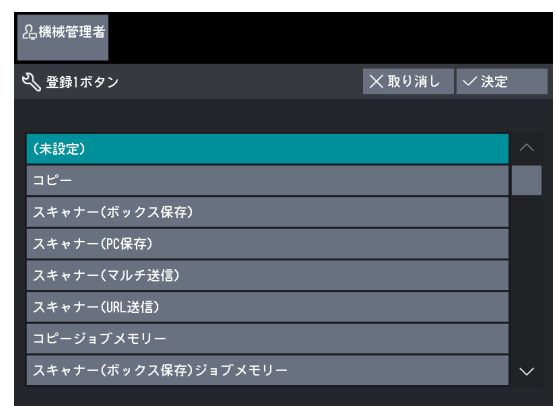 機械管理者
登録1ボタン
取り消し
決定
(未設定)
コピー
スキャナー(ボックス保存)
スキャナー(PC保存)
スキャナー(マルチ送信)
スキャナー(URL送信)
コピージョブメモリー
スキャナー(ボックス保存)ジョブメモリー